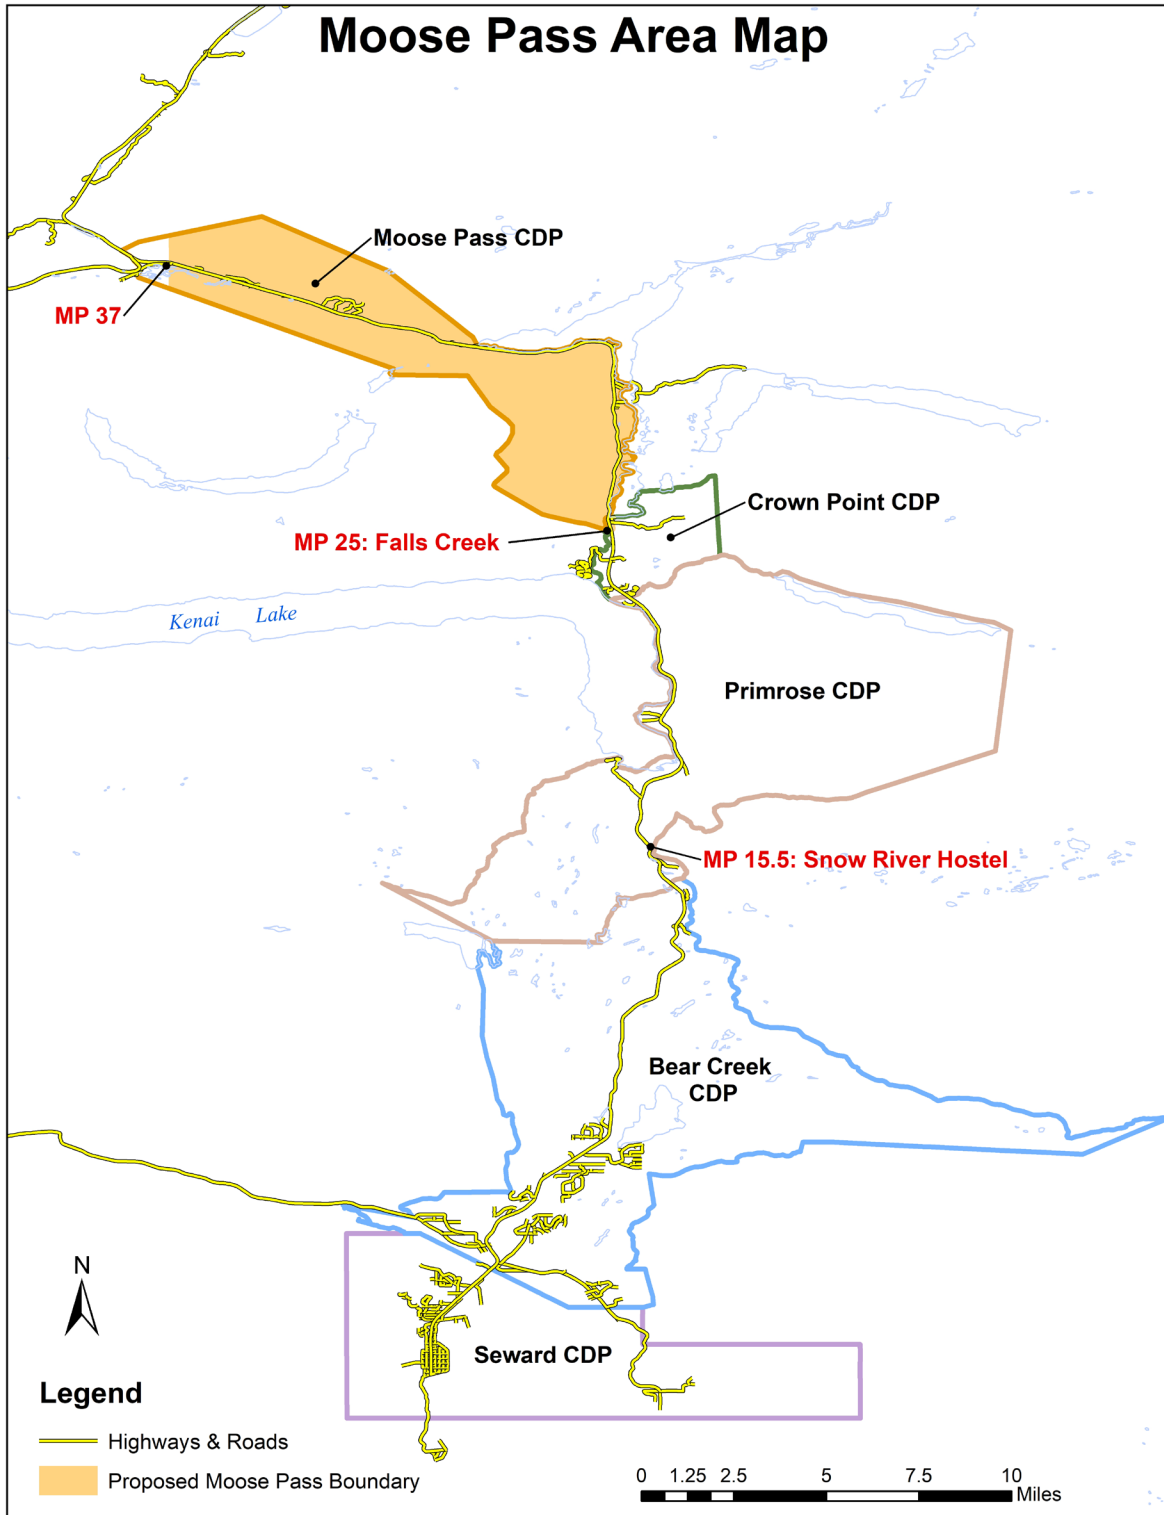 Moose Pass Area Map
Moose Pass CDP
MP 37
Crown Point CDP
MP 25: Falls Creek
Kenai Lake
Primrose CDP
MP 15.5: Snow River Hostel
Bear Creek
CDP
N
Seward CDP
Legend
Highways & Roads
Proposed Moose Pass Boundary
0 1.25 2.5 5 7.5 10
Miles